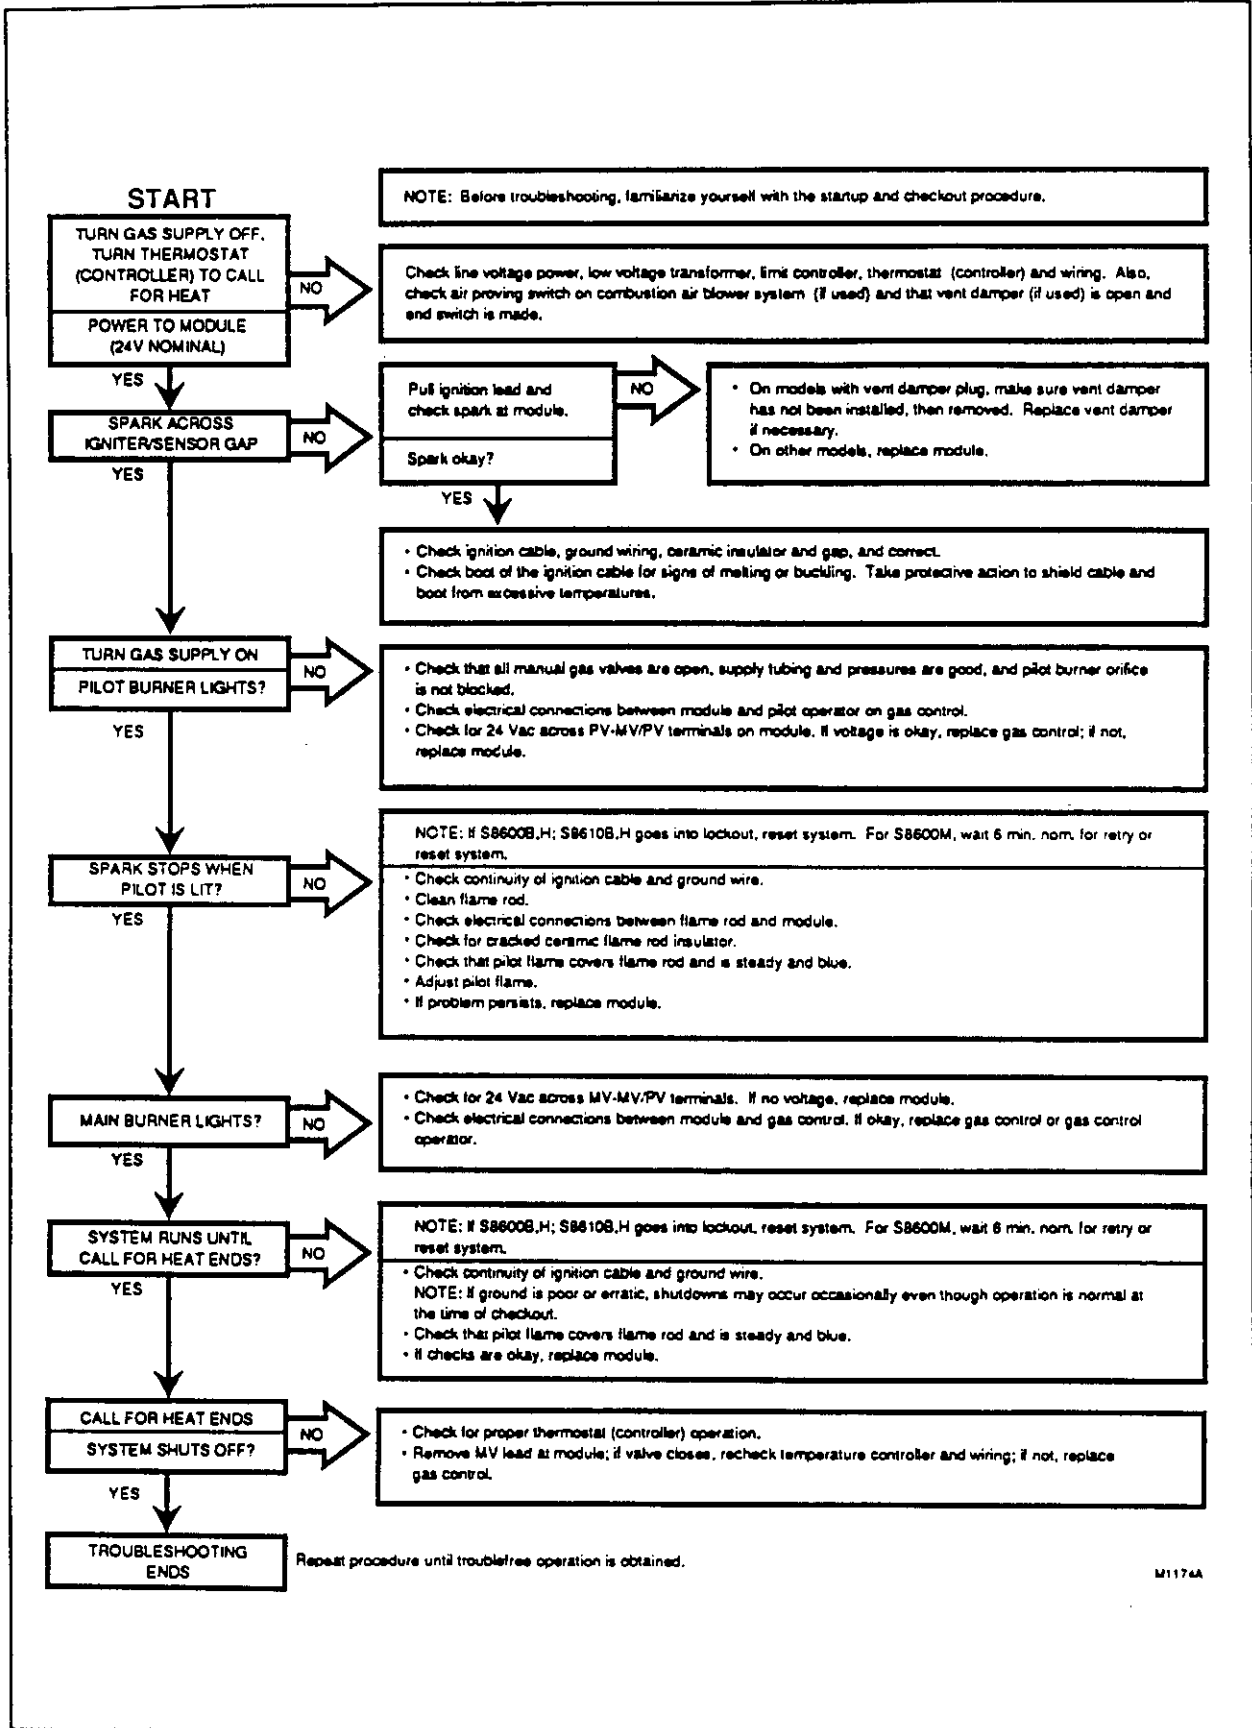 START
NOTE: Before troubleshooting, familiarize yourself with the startup and checkout procedure.
TURN GAS SUPPLY OFF,
TURN THERMOSTAT
(CONTROLLER) TO CALL
FOR HEAT
POWER TO MODULE
(24V NOMINAL)
NO
Check line voltage power, low voltage transformer, limit controller, thermostat (controller) and wiring. Also,
check air proving switch on combustion air blower system (if used) and that vent damper (if used) is open and
end switch is made.
YES
SPARK ACROSS
IGNITER/SENSOR GAP
NO
Pull ignition lead and
check spark at module.
Spark okay?
NO
• On models with vent damper plug, make sure vent damper
has not been installed, then removed. Replace vent damper
if necessary.
• On other models, replace module.
YES
YES
• Check ignition cable, ground wiring, ceramic insulator and gap, and correct.
• Check boot of the ignition cable for signs of melting or buckling. Take protective action to shield cable and
boot from excessive temperatures.
TURN GAS SUPPLY ON
PILOT BURNER LIGHTS?
NO
• Check that all manual gas valves are open, supply tubing and pressures are good, and pilot burner orifice
is not blocked.
• Check electrical connections between module and pilot operator on gas control.
• Check for 24 Vac across PV-MV/PV terminals on module. If voltage is okay, replace gas control; if not,
replace module.
YES
SPARK STOPS WHEN
PILOT IS LIT?
NO
NOTE: If S8600B,H; S8610B,H goes into lockout, reset system. For S8600M, wait 6 min. nom. for retry or
reset system.
• Check continuity of ignition cable and ground wire.
• Clean flame rod.
• Check electrical connections between flame rod and module.
• Check for cracked ceramic flame rod insulator.
• Check that pilot flame covers flame rod and is steady and blue.
• Adjust pilot flame.
• If problem persists, replace module.
YES
MAIN BURNER LIGHTS?
NO
• Check for 24 Vac across MV-MV/PV terminals. If no voltage, replace module.
• Check electrical connections between module and gas control. If okay, replace gas control or gas control
operator.
YES
SYSTEM RUNS UNTIL
CALL FOR HEAT ENDS?
NO
NOTE: If S8600B,H; S8610B,H goes into lockout, reset system. For S8600M, wait 6 min. nom. for retry or
reset system.
• Check continuity of ignition cable and ground wire.
NOTE: If ground is poor or erratic, shutdowns may occur occasionally even though operation is normal at
the time of checkout.
• Check that pilot flame covers flame rod and is steady and blue.
• If checks are okay, replace module.
YES
CALL FOR HEAT ENDS
SYSTEM SHUTS OFF?
NO
• Check for proper thermostat (controller) operation.
• Remove MV lead at module; if valve closes, recheck temperature controller and wiring; if not, replace
gas control.
YES
TROUBLESHOOTING
ENDS
Repeat procedure until troublefree operation is obtained.
M1174A